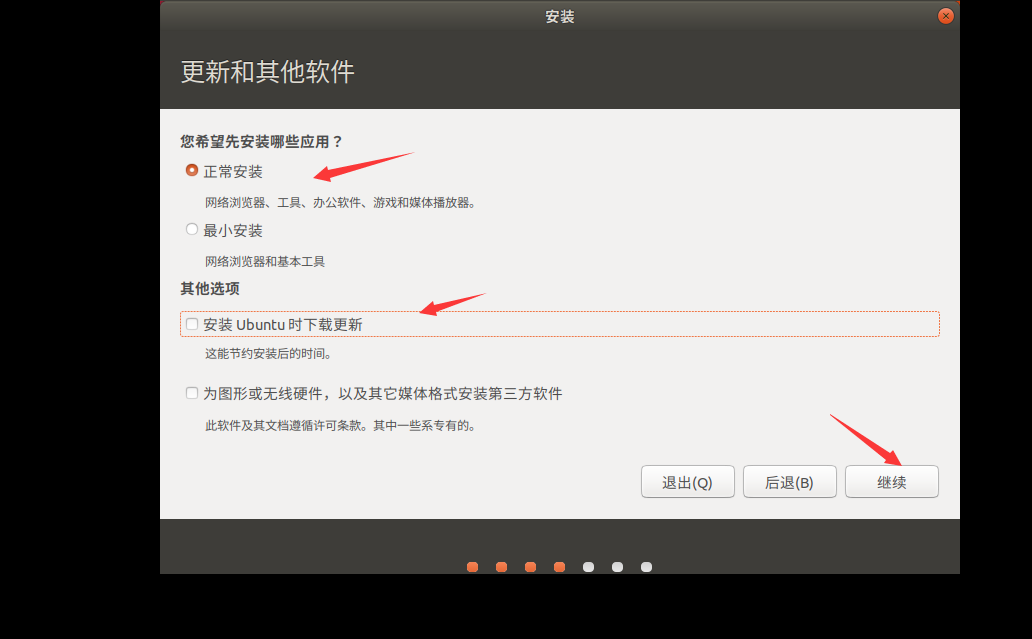 安装
更新和其他软件
您希望先安装哪些应用？
正常安装
网络浏览器、工具、办公软件、游戏和媒体播放器。
最小安装
网络浏览器和基本工具
其他选项
安装 Ubuntu 时下载更新
这能节约安装后的时间。
为图形或无线硬件，以及其它媒体格式安装第三方软件
此软件及其文档遵循许可条款。其中一些系专有的。
退出(Q) 后退(B) 继续